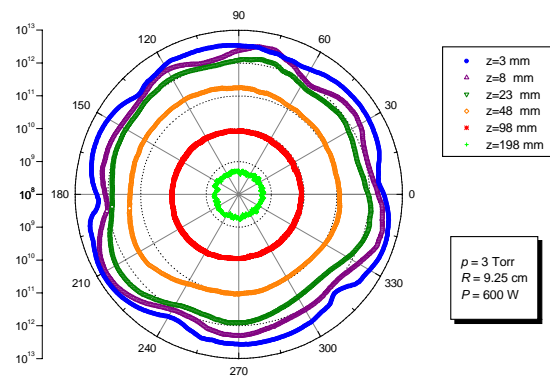 90
10¹³
120
60
10¹²
z=3 mm
z=8 mm
z=23 mm
z=48 mm
z=98 mm
z=198 mm
10¹¹
150
30
10¹⁰
10⁹
10⁸
180
0
10⁹
10¹⁰
p = 3 Torr
R = 9.25 cm
P = 600 W
210
330
10¹¹
10¹²
240
300
10¹³
270